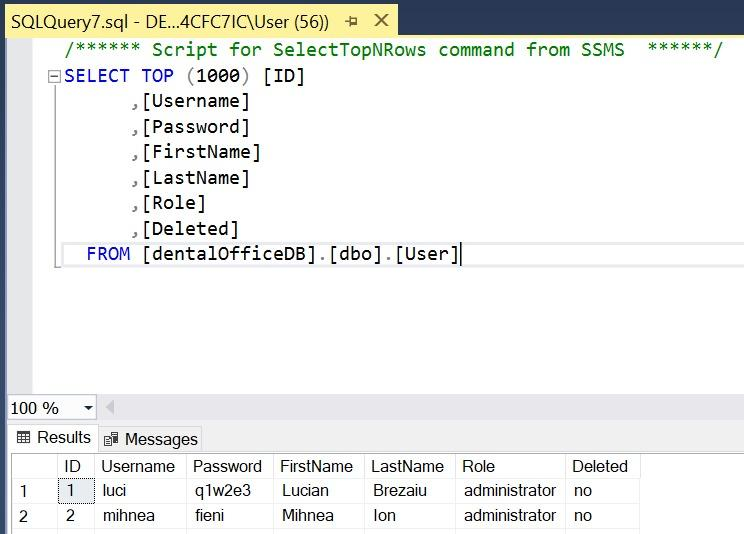 SQLQuery7.sql - DE...4CFC7IC\User (56))
/****** Script for SelectTopNRows command from SSMS  ******/
SELECT TOP (1000) [ID]
,[Username]
,[Password]
,[FirstName]
,[LastName]
,[Role]
,[Deleted]
FROM [dentalOfficeDB].[dbo].[User]
100 %
Results Messages
ID Username Password FirstName LastName Role Deleted
1 1 luci q1w2e3 Lucian Brezaiu administrator no
2 2 mihnea fieni Mihnea Ion administrator no